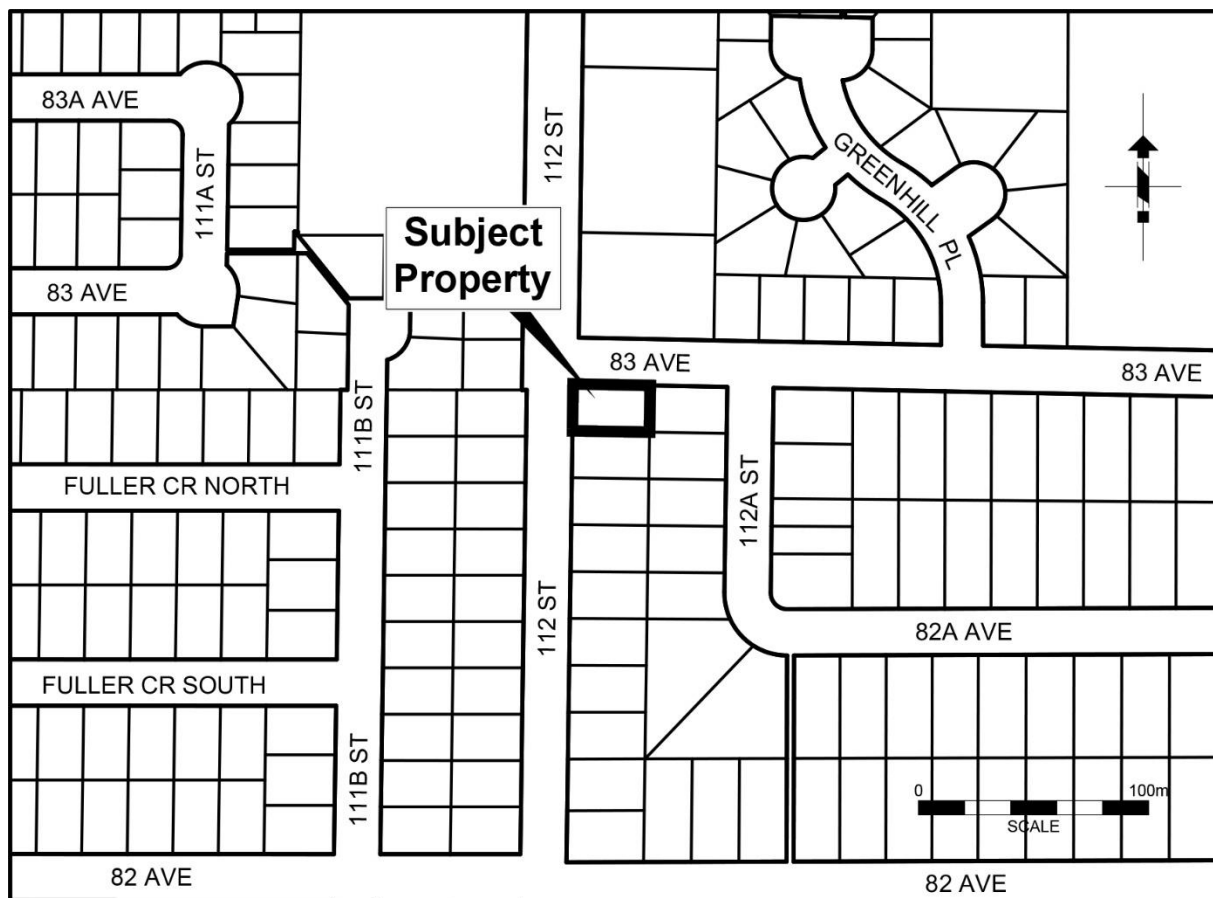 83A AVE
111A ST
112 ST
GREENHILL PL
Subject
Property
83 AVE
83 AVE
83 AVE
111B ST
FULLER CR NORTH
112A ST
112 ST
82A AVE
FULLER CR SOUTH
111B ST
0 100m
SCALE
82 AVE
82 AVE